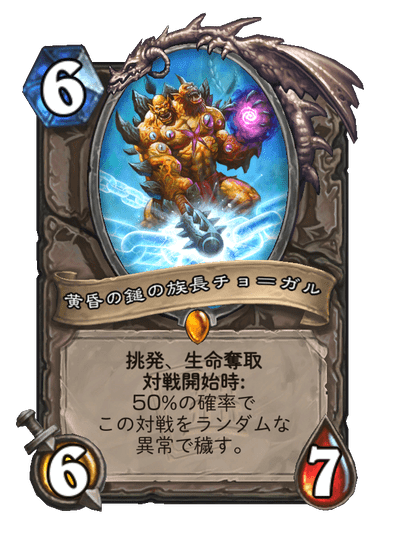 6
黄昏の鎚の族長チョ＝ガル
挑発、生命奪取
対戦開始時:
50%の確率で
この対戦をランダムな
異常で穢す。
6
7